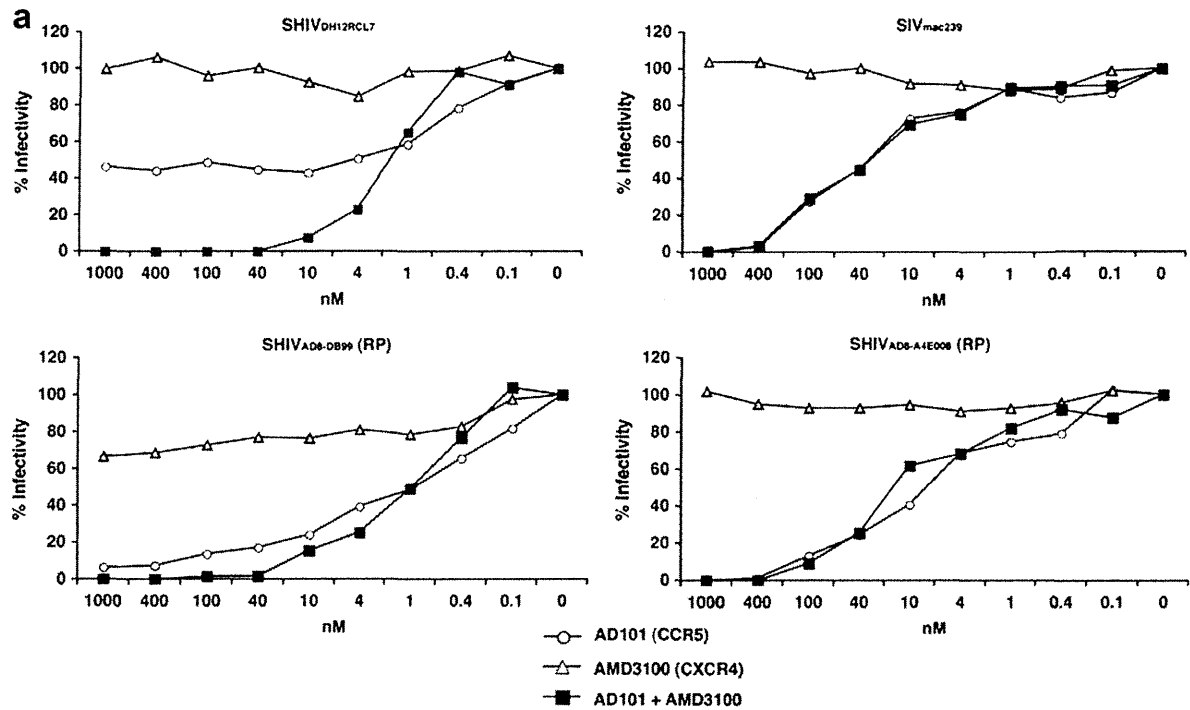 a
SHIVDH12RCL7
% Infectivity
120
100
80
60
40
20
0
1000 400 100 40 10 4 1 0.4 0.1 0
nM
SIVmac239
% Infectivity
120
100
80
60
40
20
0
1000 400 100 40 10 4 1 0.4 0.1 0
nM
SHIVAD8-DB99 (RP)
% Infectivity
120
100
80
60
40
20
0
1000 400 100 40 10 4 1 0.4 0.1 0
nM
SHIVAD8-A4E008 (RP)
% Infectivity
120
100
80
60
40
20
0
1000 400 100 40 10 4 1 0.4 0.1 0
nM
AD101 (CCR5)
AMD3100 (CXCR4)
AD101 + AMD3100